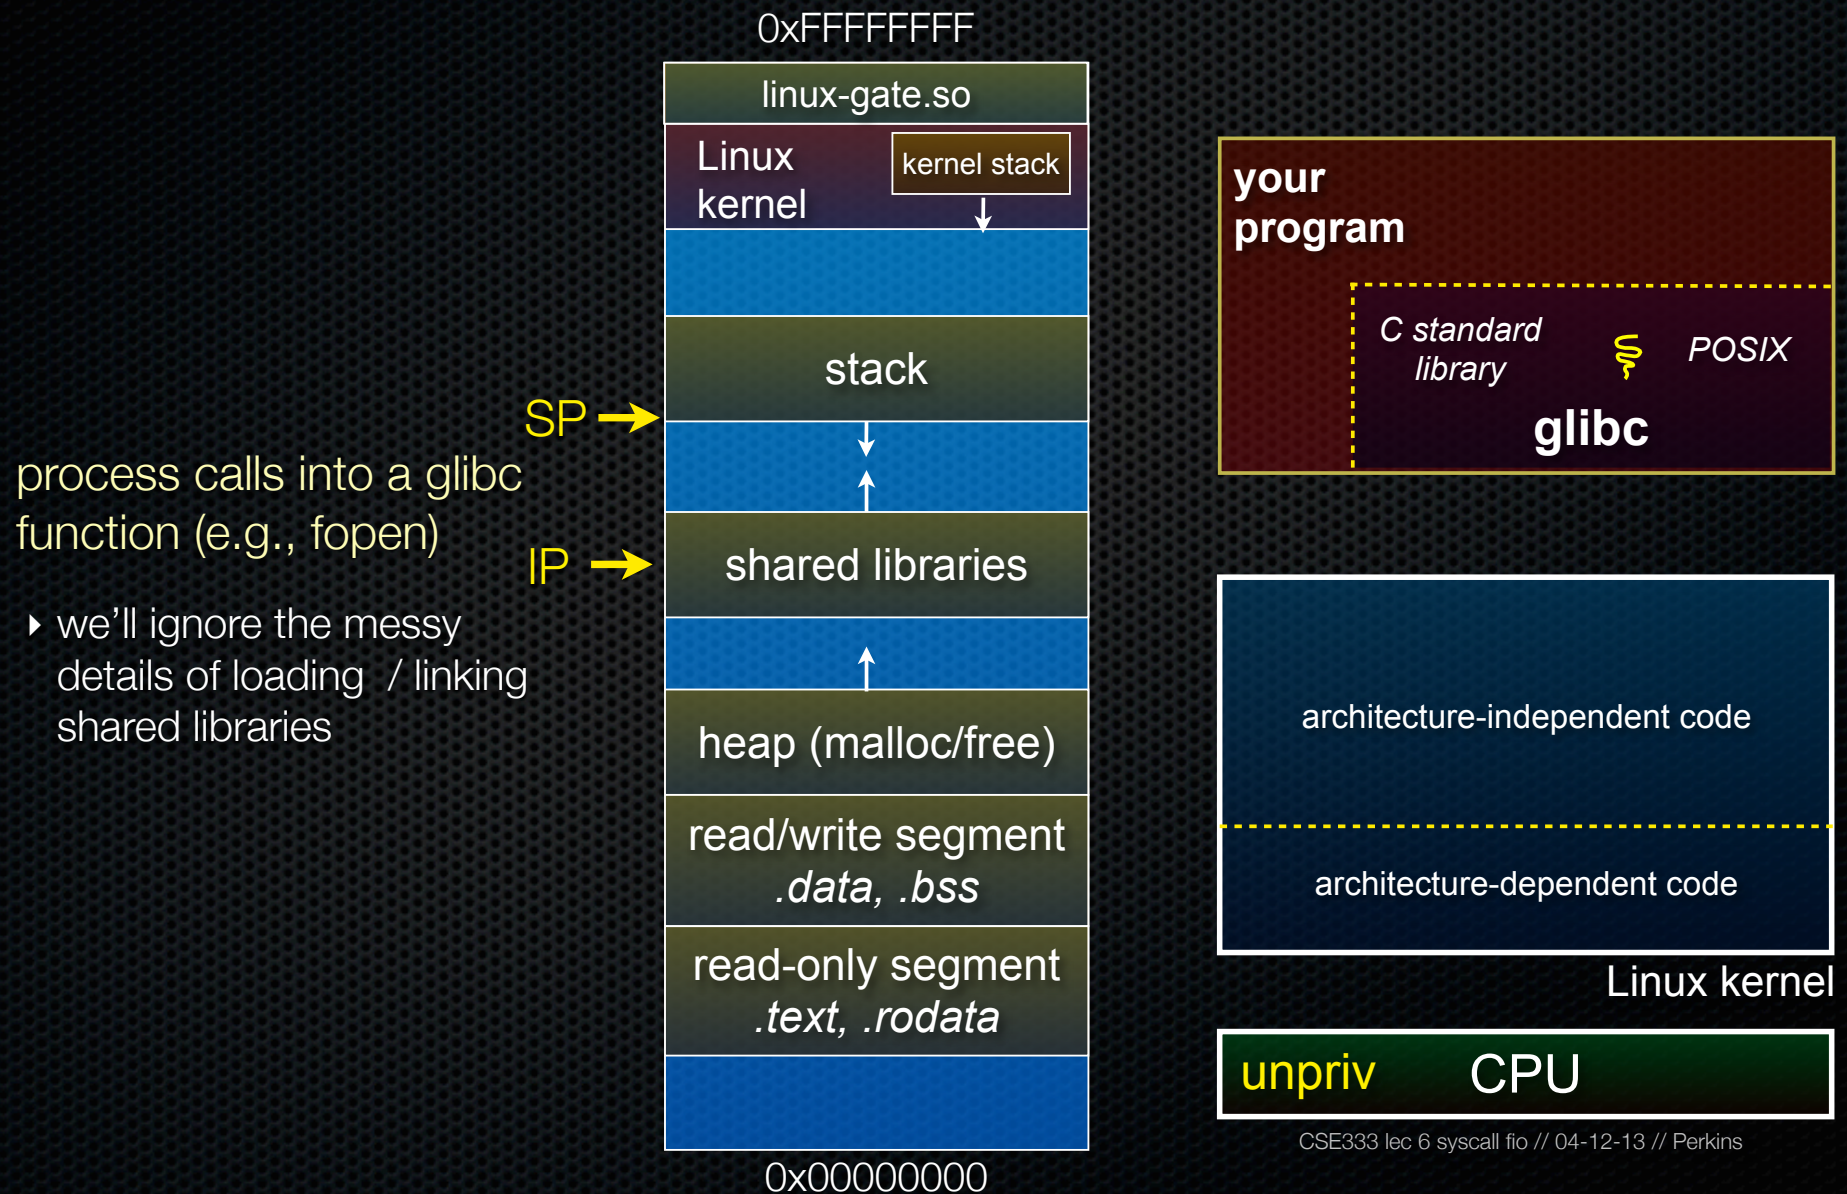 process calls into a glibc
function (e.g., fopen)
we'll ignore the messy
details of loading / linking
shared libraries
0xFFFFFFFF
linux-gate.so
Linux
kernel
kernel stack
stack
SP
IP
shared libraries
heap (malloc/free)
read/write segment
.data, .bss
read-only segment
.text, .rodata
0x00000000
your
program
C standard
library
POSIX
glibc
architecture-independent code
architecture-dependent code
Linux kernel
unpriv CPU
CSE333 lec 6 syscall fio // 04-12-13 // Perkins